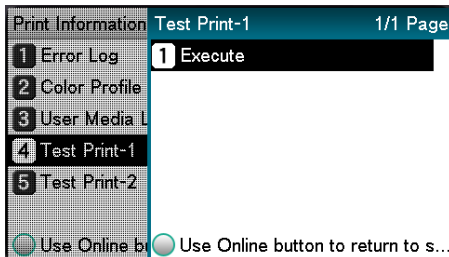 Print Information
1 Error Log
2 Color Profile
3 User Media L
4 Test Print-1
5 Test Print-2
Use Online b
Test Print-1 1/1 Page
1 Execute
Use Online button to return to s...